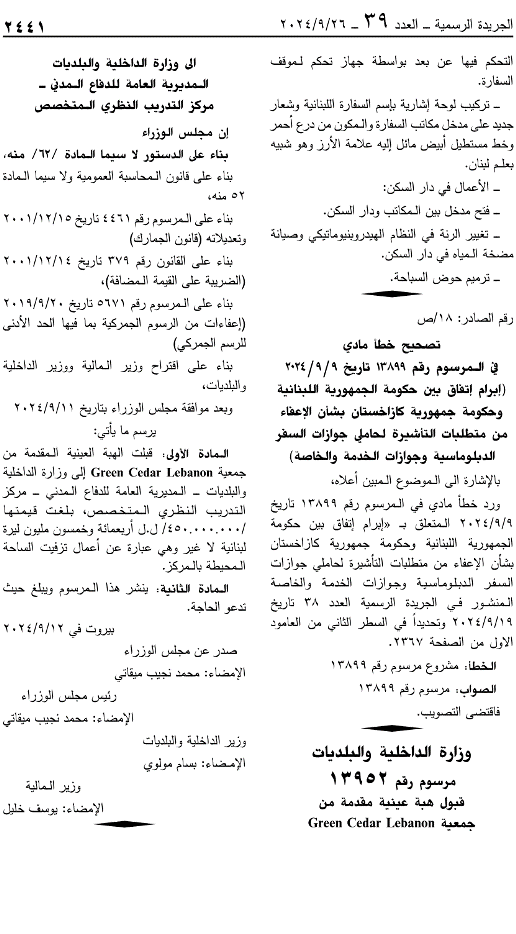 الجريدة الرسمية ـ العدد ٣٩ ـ ٢٠٢٤/٩/٢٦
٢٤٤١
التحكم فيها عن بعد بواسطة جهاز تحكم لموقف
السفارة.
ـ تركيب لوحة إشارية بإسم السفارة اللبنانية وشعار
جديد على مدخل مكاتب السفارة والمكون من درع أحمر
وخط مستطيل أبيض مائل إليه علامة الأرز وهو شبيه
بعلم لبنان.
ـ الأعمال في دار السكن:
ـ فتح مدخل بين المكاتب ودار السكن.
ـ تغيير الرئة في النظام الهيدروبنيوماتيكي وصيانة
مضخة المياه في دار السكن.
ـ ترميم حوض السباحة.
رقم الصادر: ١٨/ص
تصحيح خطأ مادي
في المرسوم رقم ١٣٨٩٩ تاريخ ٢٠٢٤/٩/٩
(إبرام إتفاق بين حكومة الجمهورية اللبنانية
وحكومة جمهورية كازاخستان بشأن الإعفاء
من متطلبات التأشيرة لحاملي جوازات السفر
الدبلوماسية وجوازات الخدمة والخاصة)
بالإشارة الى الموضوع المبين أعلاه،
ورد خطأ مادي في المرسوم رقم ١٣٨٩٩ تاريخ
٢٠٢٤/٩/٩ المتعلق بـ «إبرام إتفاق بين حكومة
الجمهورية اللبنانية وحكومة جمهورية كازاخستان
بشأن الإعفاء من متطلبات التأشيرة لحاملي جوازات
السفر الدبلوماسية وجوازات الخدمة والخاصة
المنشور في الجريدة الرسمية العدد ٣٨ تاريخ
٢٠٢٤/٩/١٩ وتحديداً في السطر الثاني من العامود
الاول من الصفحة ٢٣٦٧.
الخطأ: مشروع مرسوم رقم ١٣٨٩٩
الصواب: مرسوم رقم ١٣٨٩٩
فاقتضى التصويب.
وزارة الداخلية والبلديات
مرسوم رقم ١٣٩٥٢
قبول هبة عينية مقدمة من
جمعية Green Cedar Lebanon
الى وزارة الداخلية والبلديات
المديرية العامة للدفاع المدني ـ
مركز التدريب النظري المتخصص
إن مجلس الوزراء
بناء على الدستور لا سيما المادة /٦٢/ منه،
بناء على قانون المحاسبة العمومية ولا سيما المادة
٥٢ منه،
بناء على المرسوم رقم ٤٤٦١ تاريخ ٢٠٠١/١٢/١٥
وتعديلاته (قانون الجمارك)
بناء على القانون رقم ٣٧٩ تاريخ ٢٠٠١/١٢/١٤
(الضريبة على القيمة المضافة)،
بناء على المرسوم رقم ٥٦٧١ تاريخ ٢٠١٩/٩/٢٠
(إعفاءات من الرسوم الجمركية بما فيها الحد الأدنى
للرسم الجمركي)
بناء على اقتراح وزير المالية ووزير الداخلية
والبلديات،
وبعد موافقة مجلس الوزراء بتاريخ ٢٠٢٤/٩/١١
يرسم ما يأتي:
المادة الأولى: قبلت الهبة العينية المقدمة من
جمعية Green Cedar Lebanon إلى وزارة الداخلية
والبلديات ـ المديرية العامة للدفاع المدني ـ مركز
التدريب النظري المتخصص، بلغت قيمتها
/٤٥٠.٠٠٠.٠٠٠/ ل.ل أربعمائة وخمسون مليون ليرة
لبنانية لا غير وهي عبارة عن أعمال تزفيت الساحة
المحيطة بالمركز.
المادة الثانية: ينشر هذا المرسوم ويبلغ حيث
تدعو الحاجة.
بيروت في ٢٠٢٤/٩/١٢
صدر عن مجلس الوزراء
الإمضاء: محمد نجيب ميقاتي
رئيس مجلس الوزراء
الإمضاء: محمد نجيب ميقاتي
وزير الداخلية والبلديات
الإمضاء: بسام مولوي
وزير المالية
الإمضاء: يوسف خليل